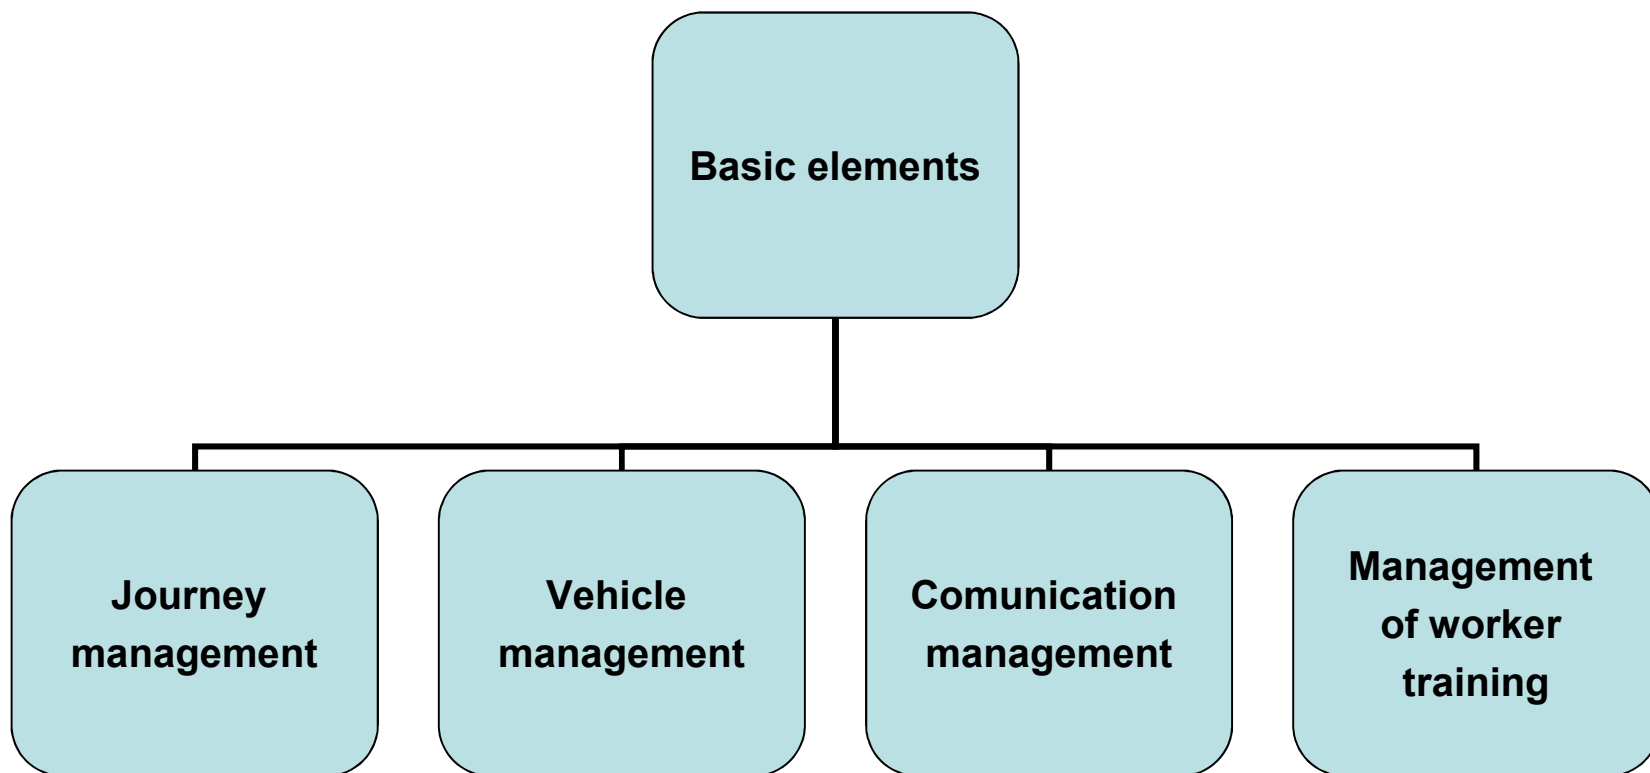 Basic elements
Journey
management
Vehicle
management
Comunication
management
Management
of worker
training